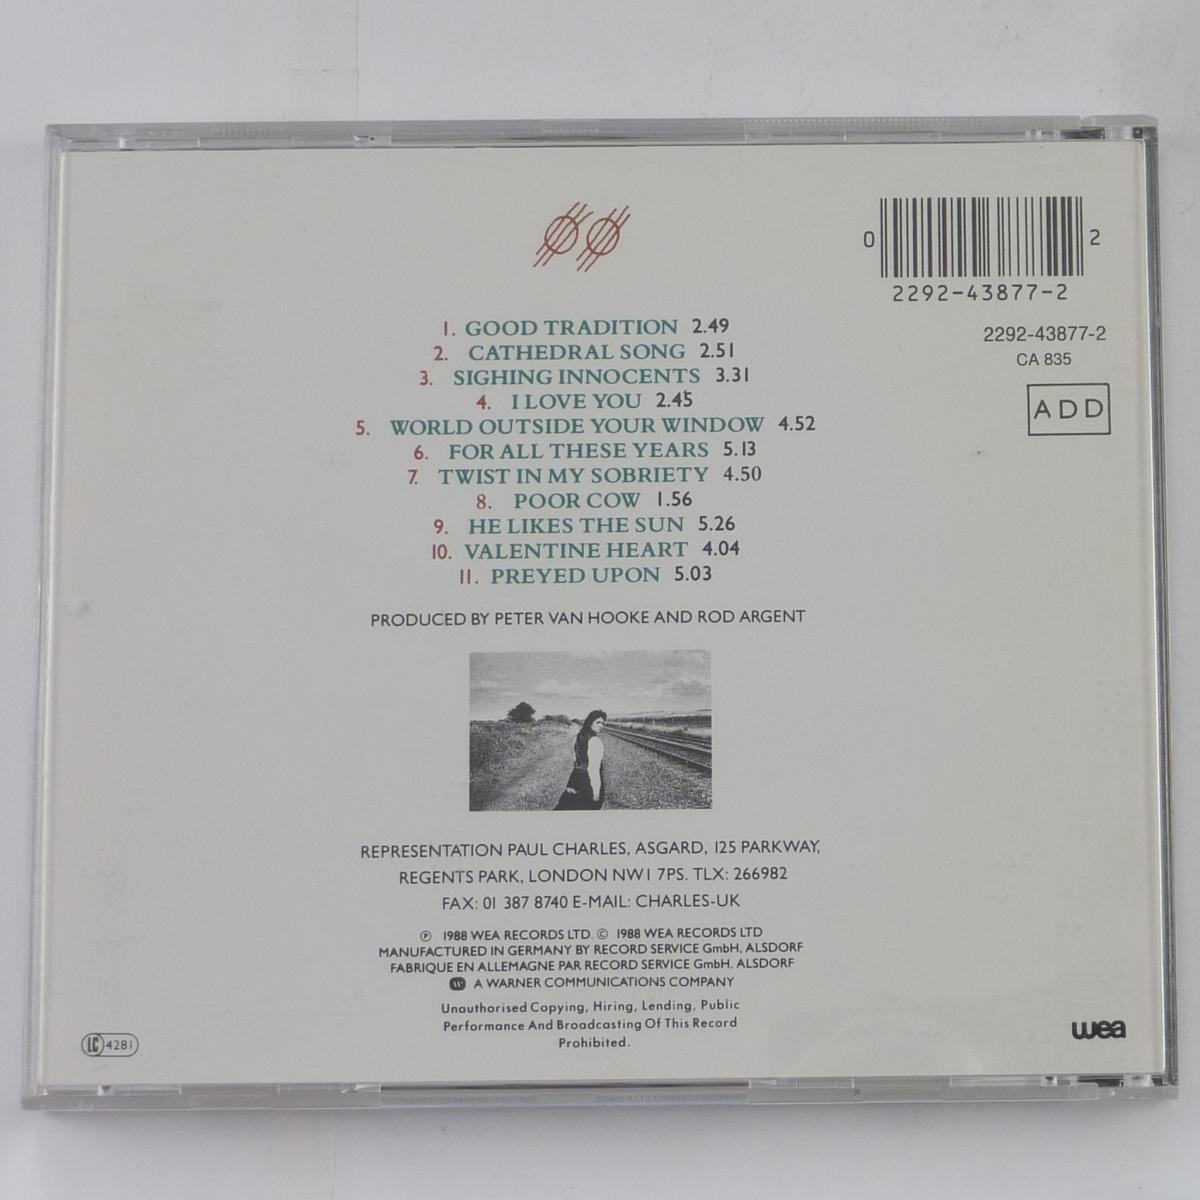 0 2
2292-43877-2
2292-43877-2
CA 835
ADD
1. GOOD TRADITION 2.49
2. CATHEDRAL SONG 2.51
3. SIGHING INNOCENTS 3.31
4. I LOVE YOU 2.45
5. WORLD OUTSIDE YOUR WINDOW 4.52
6. FOR ALL THESE YEARS 5.13
7. TWIST IN MY SOBRIETY 4.50
8. POOR COW 1.56
9. HE LIKES THE SUN 5.26
10. VALENTINE HEART 4.04
11. PREYED UPON 5.03
PRODUCED BY PETER VAN HOOKE AND ROD ARGENT
REPRESENTATION PAUL CHARLES, ASGARD, 125 PARKWAY,
REGENTS PARK, LONDON NW1 7PS. TLX: 266982
FAX: 01 387 8740 E-MAIL: CHARLES-UK
℗ 1988 WEA RECORDS LTD. © 1988 WEA RECORDS LTD
MANUFACTURED IN GERMANY BY RECORD SERVICE GmbH, ALSDORF
FABRIQUE EN ALLEMAGNE PAR RECORD SERVICE GmbH, ALSDORF
A WARNER COMMUNICATIONS COMPANY
Unauthorised Copying, Hiring, Lending, Public
Performance And Broadcasting Of This Record
Prohibited.
LC 4281
wea